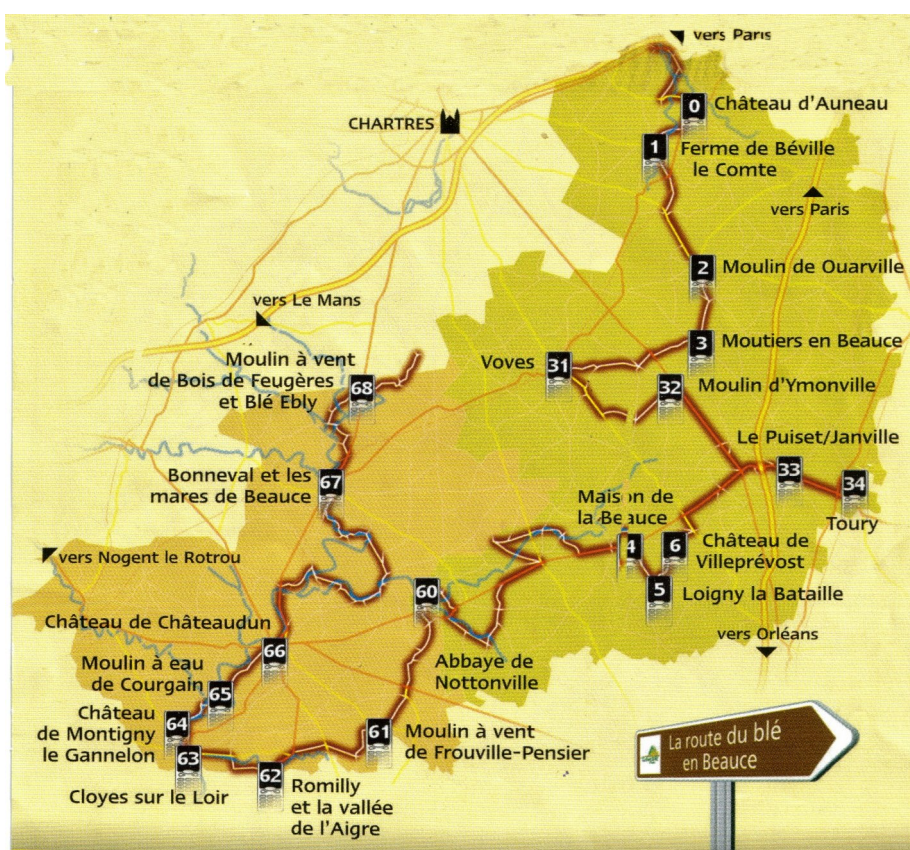 vers Paris
0
Château d'Auneau
CHARTRES
1
Ferme de Béville
le Comte
vers Paris
2
Moulin de Ouarville
vers Le Mans
3
Moutiers en Beauce
Moulin à vent
de Bois de Feugères
et Blé Ebly
68
Voves
31
32
Moulin d'Ymonville
Le Puiset/Janville
33
34
Toury
Bonneval et les
mares de Beauce
67
Maison de
la Beauce
4
6
Château de
Villeprévost
5
Loigny la Bataille
vers Nogent le Rotrou
60
Abbaye de
Nottonville
vers Orléans
Château de Châteaudun
66
Moulin à eau
de Courgain
65
Château
de Montigny
le Gannelon
64
63
Cloyes sur le Loir
62
Romilly
et la vallée
de l'Aigre
61
Moulin à vent
de Frouville-Pensier
La route du blé
en Beauce